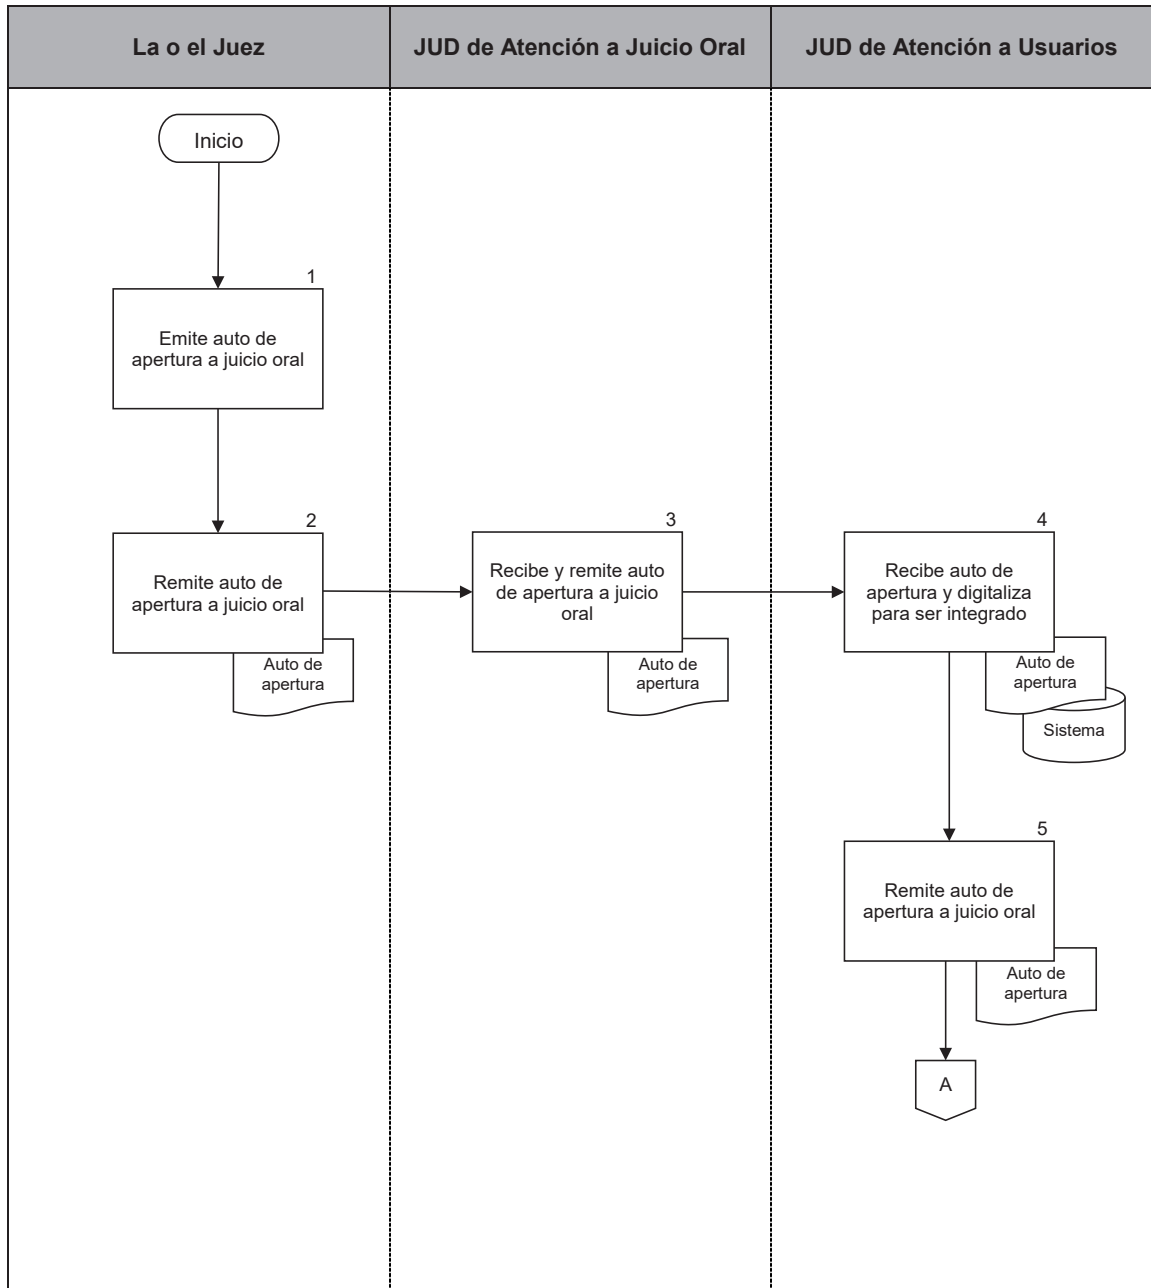 La o el Juez
JUD de Atención a Juicio Oral
JUD de Atención a Usuarios
Inicio
1
Emite auto de
apertura a juicio oral
2
Remite auto de
apertura a juicio oral
Auto de
apertura
3
Recibe y remite auto
de apertura a juicio
oral
Auto de
apertura
4
Recibe auto de
apertura y digitaliza
para ser integrado
Auto de
apertura
Sistema
5
Remite auto de
apertura a juicio oral
Auto de
apertura
A